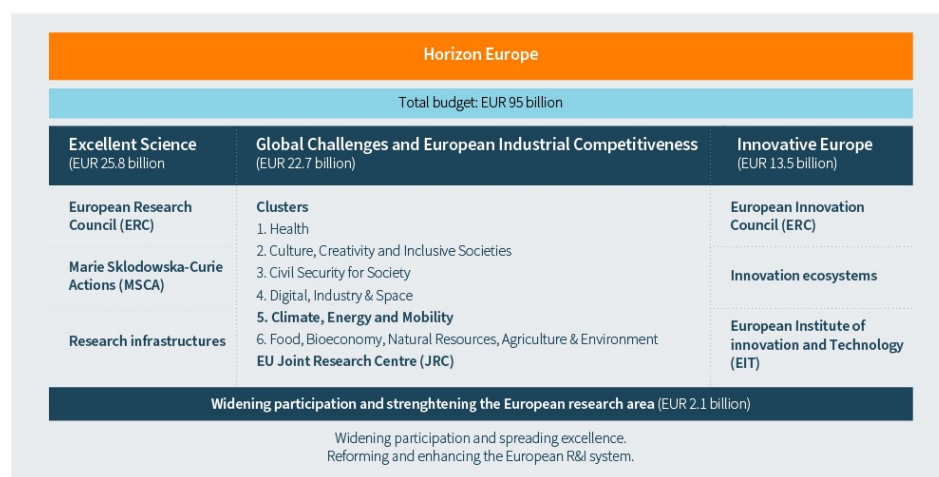 Horizon Europe
Total budget: EUR 95 billion
Excellent Science
(EUR 25.8 billion
Global Challenges and European Industrial Competitiveness
(EUR 22.7 billion)
Innovative Europe
(EUR 13.5 billion)
European Research
Council (ERC)
Marie Sklodowska-Curie
Actions (MSCA)
Research infrastructures
Clusters
1. Health
2. Culture, Creativity and Inclusive Societies
3. Civil Security for Society
4. Digital, Industry & Space
5. Climate, Energy and Mobility
6. Food, Bioeconomy, Natural Resources, Agriculture & Environment
EU Joint Research Centre (JRC)
European Innovation
Council (ERC)
Innovation ecosystems
European Institute of
innovation and Technology
(EIT)
Widening participation and strenghtening the European research area (EUR 2.1 billion)
Widening participation and spreading excellence.
Reforming and enhancing the European R&I system.